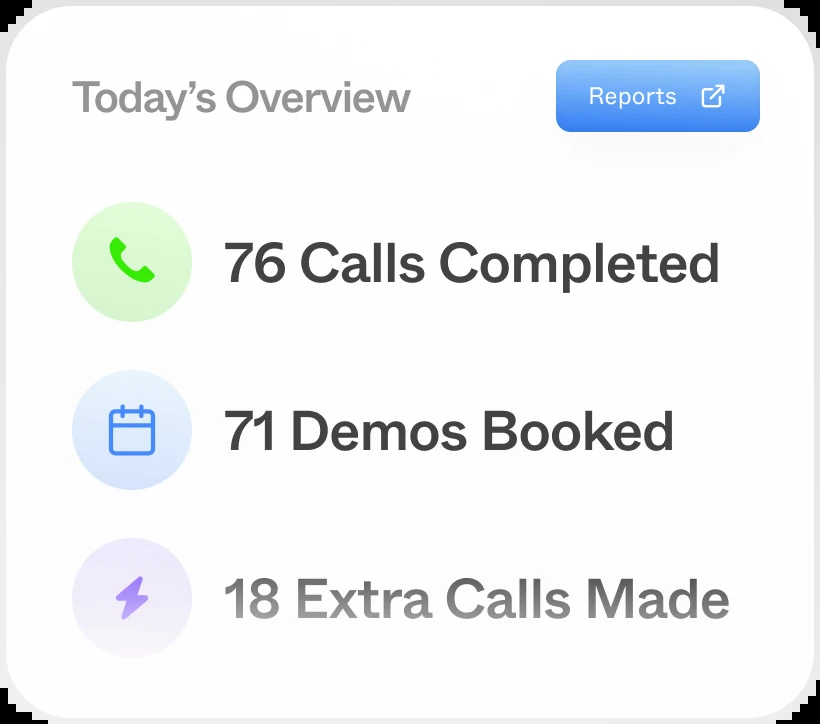 Today’s Overview
Reports
76 Calls Completed
71 Demos Booked
18 Extra Calls Made